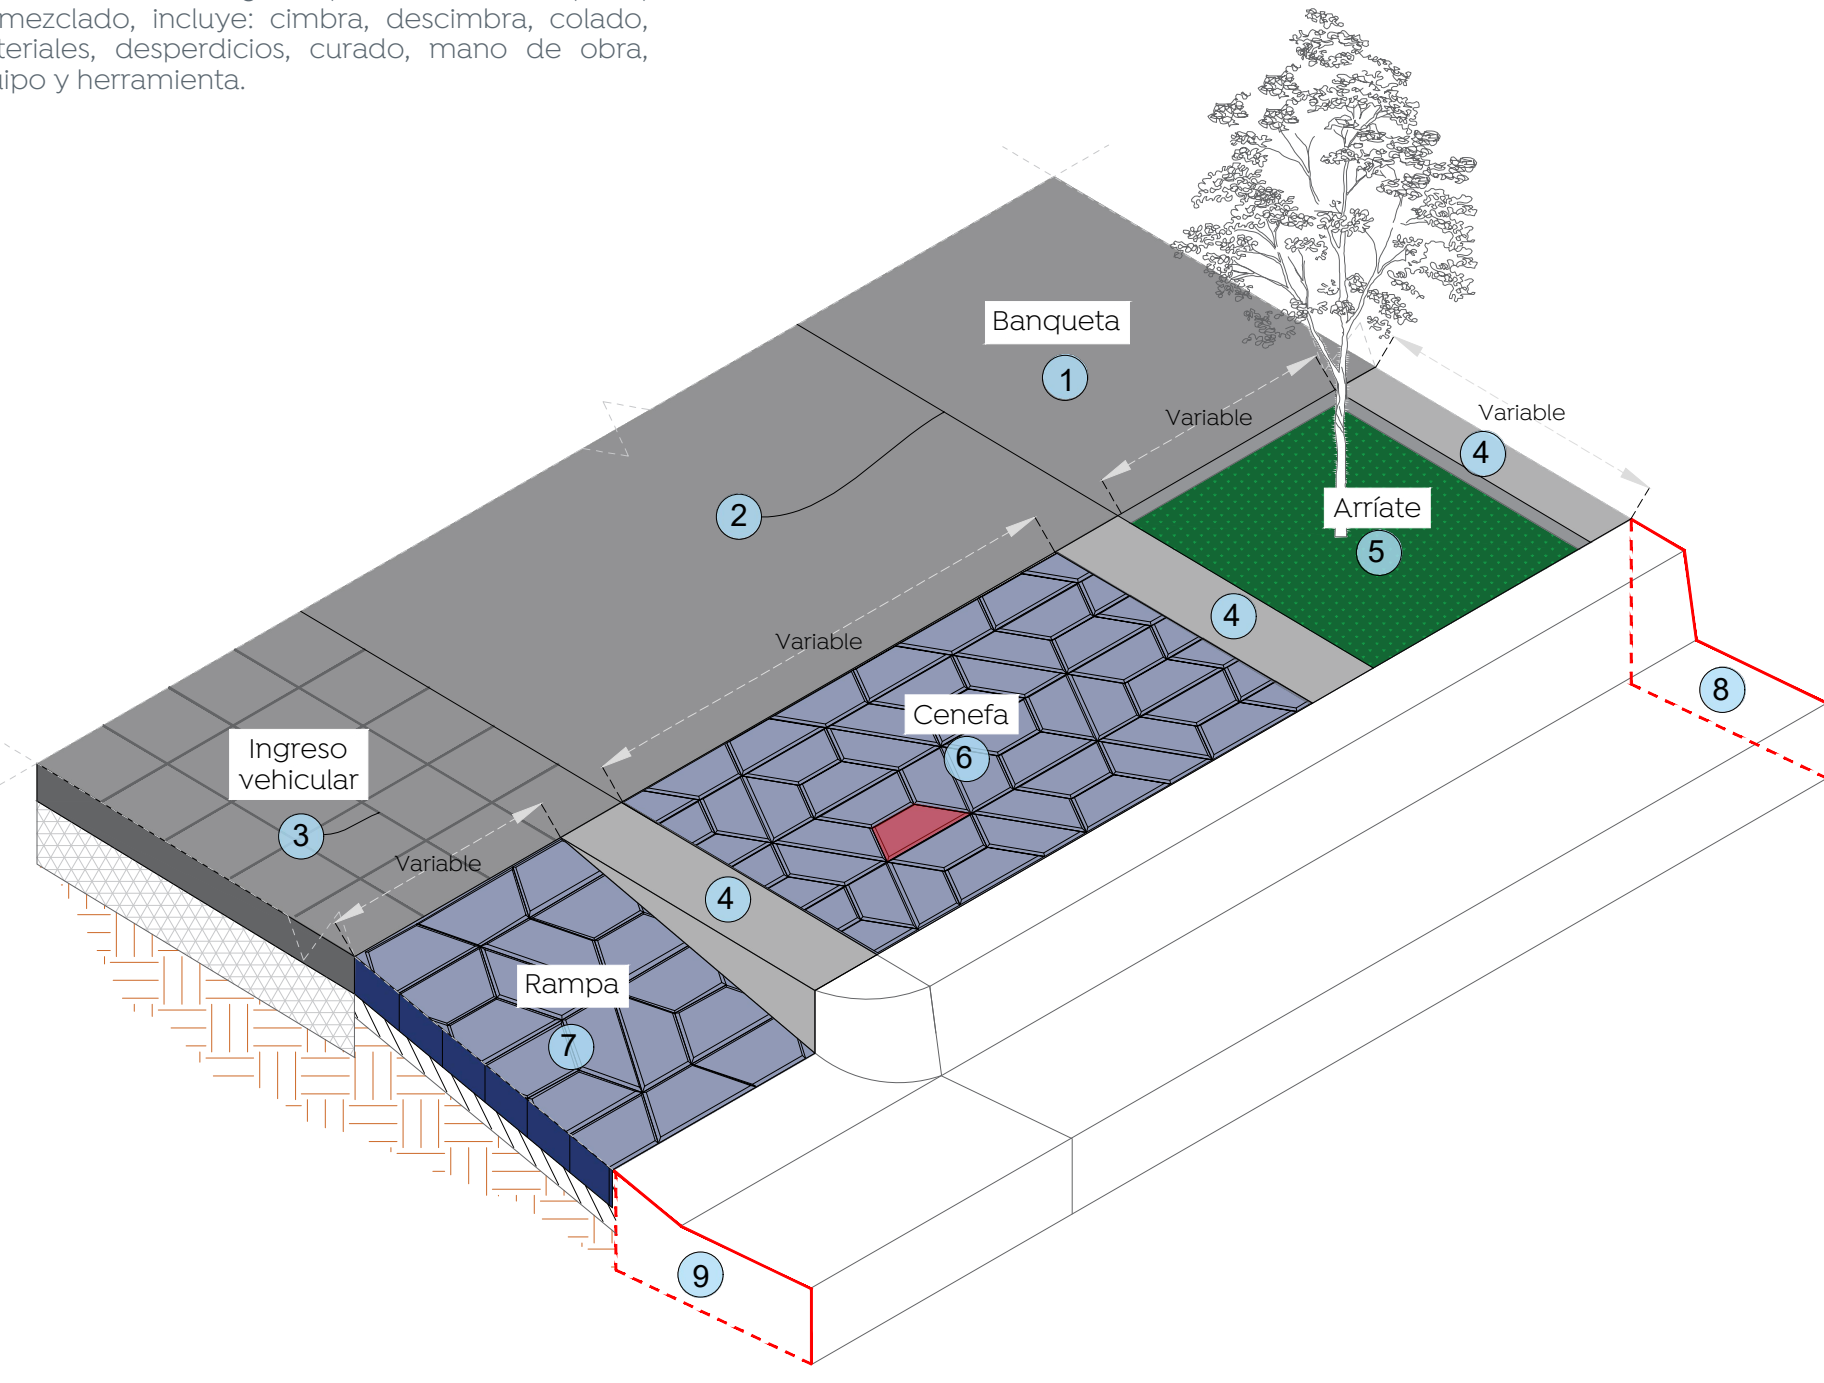 mezclado, incluye: cimbra, descimbra, colado,
teriales, desperdicios, curado, mano de obra,
uipo y herramienta.
Banqueta
1
Variable
Variable
4
2
Arríate
5
4
Variable
8
Cenefa
6
Ingreso
vehicular
3
Variable
4
Rampa
7
9